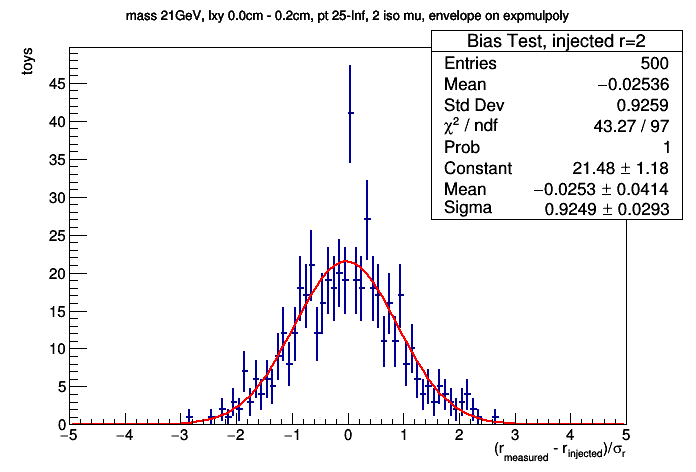 mass 21GeV, lxy 0.0cm - 0.2cm, pt 25-Inf, 2 iso mu, envelope on expmulpoly
Bias Test, injected r=2
Entries 500
Mean −0.02536
Std Dev 0.9259
χ² / ndf 43.27 / 97
Prob 1
Constant 21.48 ± 1.18
Mean −0.0253 ± 0.0414
Sigma 0.9249 ± 0.0293
toys
45
40
35
30
25
20
15
10
5
0
−5 −4 −3 −2 −1 0 1 2 3 4 5
(r_measured - r_injected)/σ_r